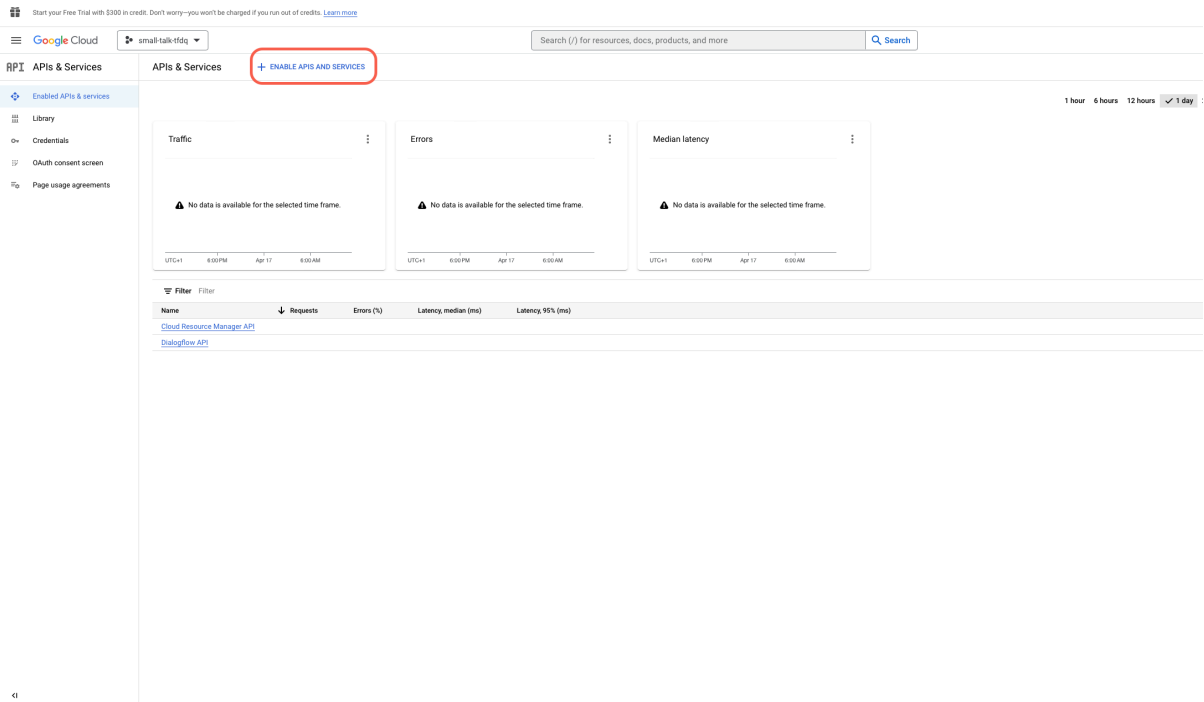 Start your Free Trial with $300 in credit. Don't worry—you won't be charged if you run out of credits. Learn more
Google Cloud
small-talk-tfdq
Search (/) for resources, docs, products, and more
Search
API APIs & Services
APIs & Services
+ ENABLE APIS AND SERVICES
Enabled APIs & services
Library
Credentials
OAuth consent screen
Page usage agreements
1 hour 6 hours 12 hours 1 day
Traffic
No data is available for the selected time frame.
UTC+1 6:00 PM Apr 17 6:00 AM
Errors
No data is available for the selected time frame.
UTC+1 6:00 PM Apr 17 6:00 AM
Median latency
No data is available for the selected time frame.
UTC+1 6:00 PM Apr 17 6:00 AM
Filter Filter
Name Requests Errors (%) Latency, median (ms) Latency, 95% (ms)
Cloud Resource Manager API
Dialogflow API